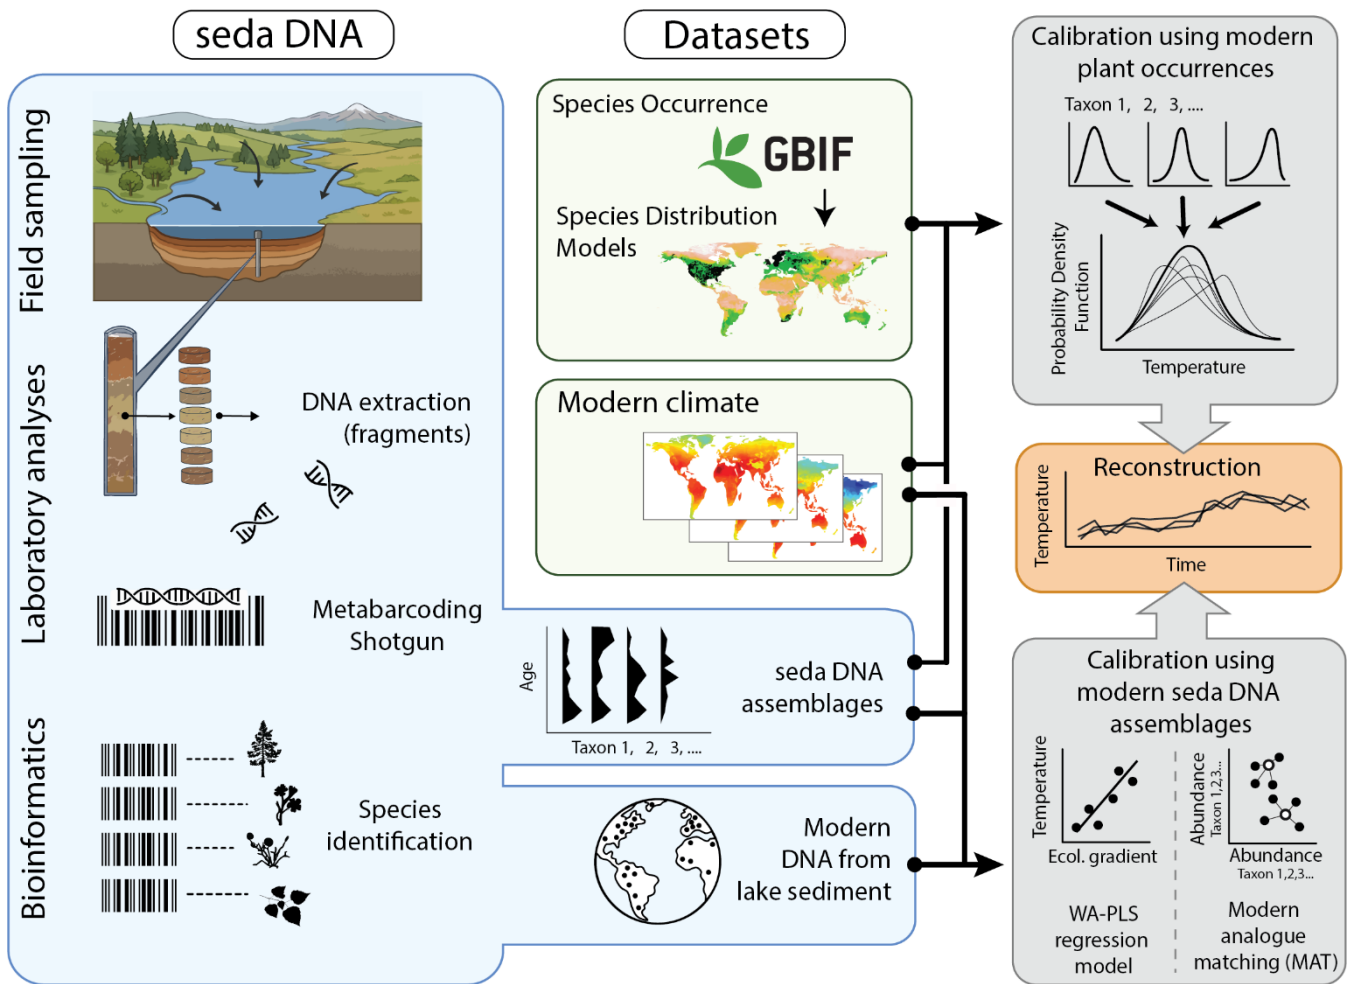 seda DNA
Field sampling
Laboratory analyses
DNA extraction
(fragments)
Metabarcoding
Shotgun
Bioinformatics
Species
identification
Datasets
Species Occurrence
GBIF
Species Distribution
Models
Modern climate
Age
Taxon 1, 2, 3, ....
seda DNA
assemblages
Modern
DNA from
lake sediment
Calibration using modern
plant occurrences
Taxon 1, 2, 3, ....
Probability Density
Function
Temperature
Reconstruction
Temperature
Time
Calibration using
modern seda DNA
assemblages
Temperature
Ecol. gradient
WA-PLS
regression
model
Abundance
Taxon 1,2,3...
Abundance
Taxon 1,2,3...
Modern
analogue
matching (MAT)